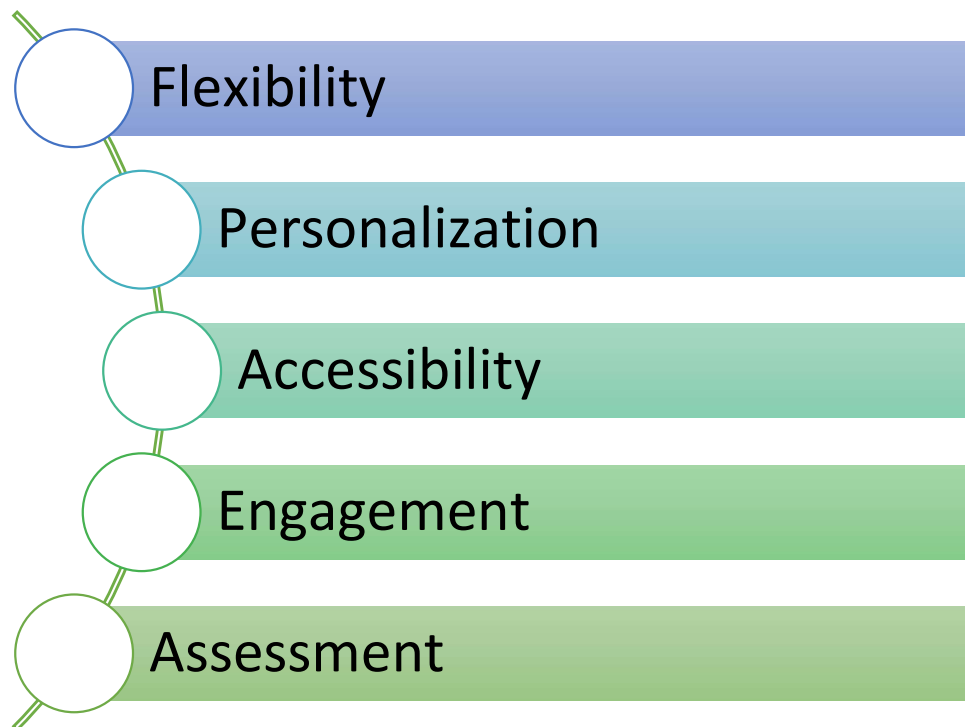 Flexibility
Personalization
Accessibility
Engagement
Assessment